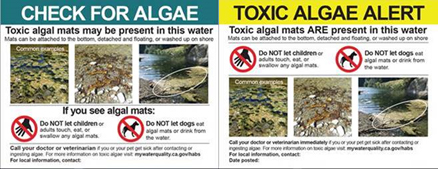 CHECK FOR ALGAE
Toxic algal mats may be present in this water
Mats can be attached to the bottom, detached and floating, or washed up on shore
Common examples
If you see algal mats:
Do NOT let children or
adults touch, eat, or
swallow any algal mats.
Do NOT let dogs eat
algal mats or drink from
the water.
Call your doctor or veterinarian if you or your pet get sick after contacting or
ingesting algae. For more information on toxic algae visit mywaterquality.ca.gov/habs
For local information, contact:
TOXIC ALGAE ALERT
Toxic algal mats ARE present in this water
Mats can be attached to the bottom, detached and floating, or washed up on shore
Do NOT let children or
adults touch, eat, or
swallow any algal mats.
Do NOT let dogs eat
algal mats or drink from
the water.
Common examples
Call your doctor or veterinarian immediately if you or your pet get sick after contacting or
ingesting algae. For more information on toxic algae visit: mywaterquality.ca.gov/habs
For local information, contact:
Date posted: